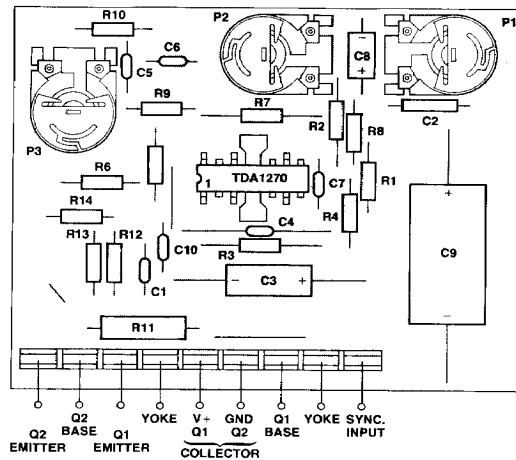 R10
P2
P1
C6
C5
C8
-
+
R9
R7
R2
R8
C2
P3
R6
1 TDA1270
C7
R1
R14
R4
+
C4
R13
R12
C10
R3
C9
C1
- C3 +
-
R11
Q2 EMITTER
Q2 BASE
Q1 EMITTER
YOKE
V+ Q1
GND Q2
COLLECTOR
Q1 BASE
YOKE
SYNC. INPUT